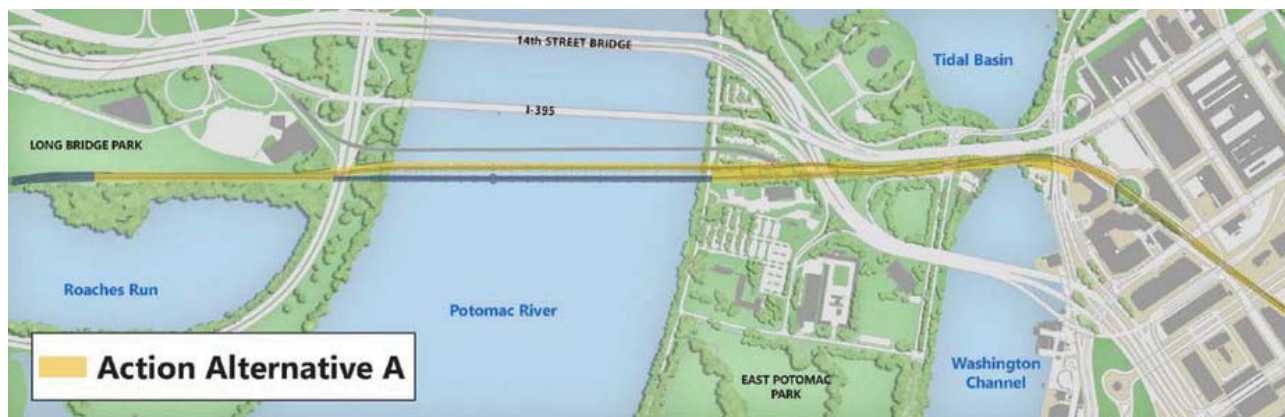 14th STREET BRIDGE
Tidal Basin
I-395
LONG BRIDGE PARK
Roaches Run
Potomac River
Action Alternative A
EAST POTOMAC
PARK
Washington
Channel